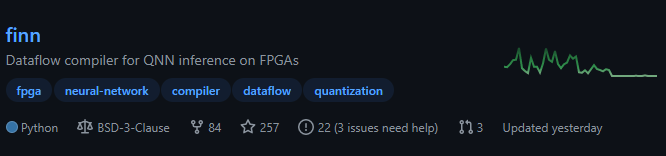 finn
Dataflow compiler for QNN inference on FPGAs
fpga neural-network compiler dataflow quantization
Python BSD-3-Clause 84 257 22 (3 issues need help) 3 Updated yesterday